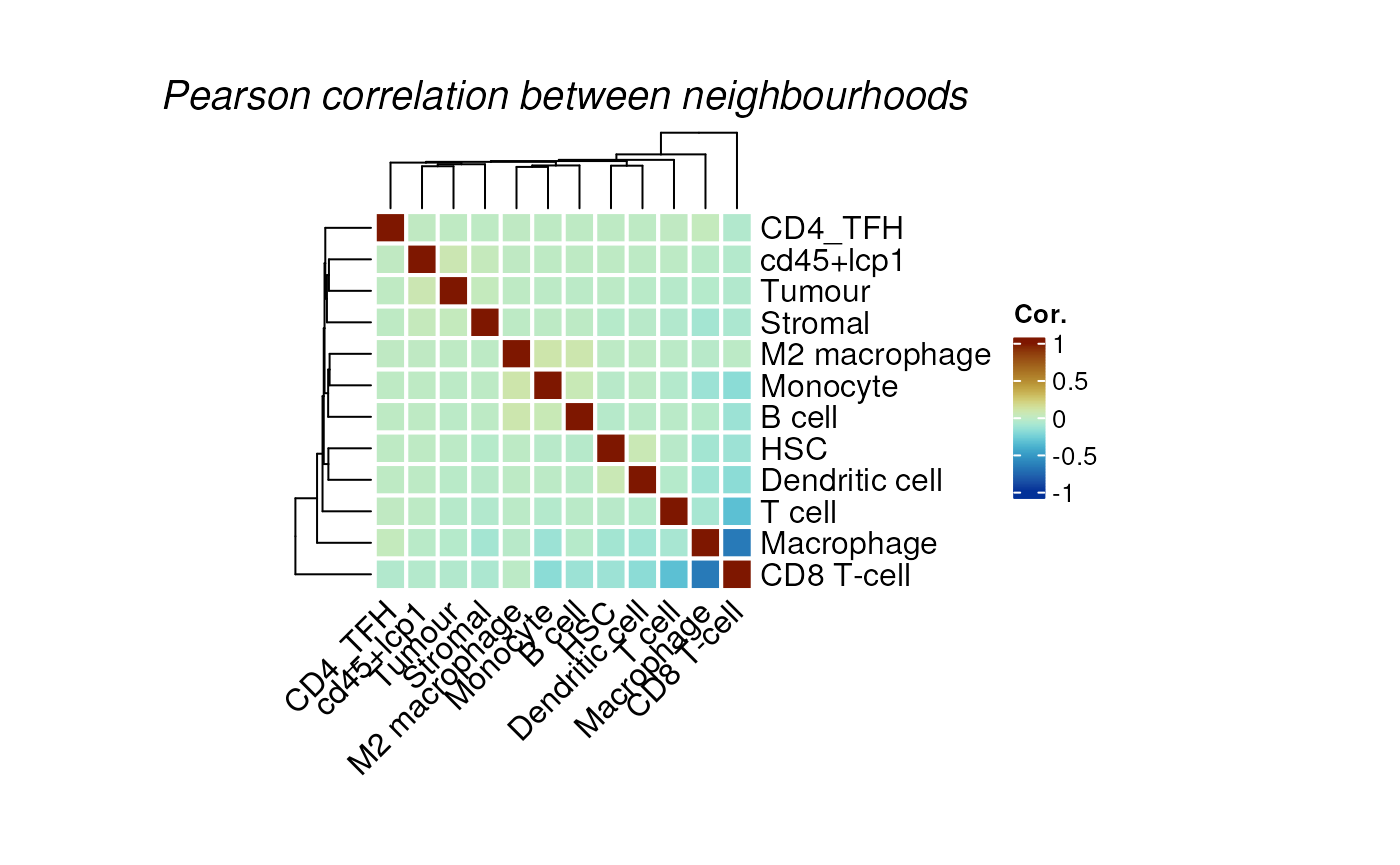 Pearson correlation between neighbourhoods
CD4_TFH
cd45+lcp1
Tumour
Stromal
M2 macrophage
Monocyte
B cell
HSC
Dendritic cell
T cell
Macrophage
CD8 T-cell
Cor.
1
0.5
0
-0.5
-1
CD4_TFH
cd45+lcp1
Tumour
Stromal
M2 macrophage
Monocyte
B cell
HSC
Dendritic cell
T cell
Macrophage
CD8 T-cell